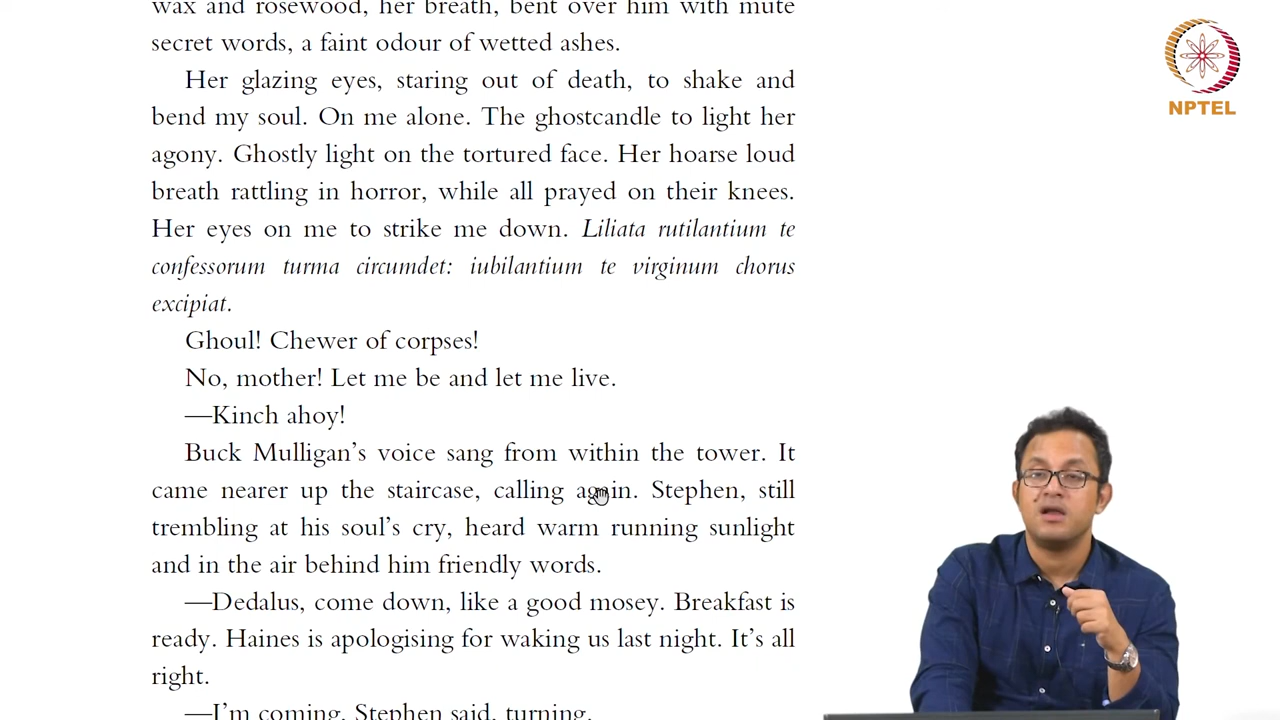 wax and rosewood, her breath, bent over him with mute
secret words, a faint odour of wetted ashes.
Her glazing eyes, staring out of death, to shake and
bend my soul. On me alone. The ghostcandle to light her
agony. Ghostly light on the tortured face. Her hoarse loud
breath rattling in horror, while all prayed on their knees.
Her eyes on me to strike me down. Liliata rutilantium te
confessorum turma circumdet: iubilantium te virginum chorus
excipiat.
Ghoul! Chewer of corpses!
No, mother! Let me be and let me live.
—Kinch ahoy!
Buck Mulligan’s voice sang from within the tower. It
came nearer up the staircase, calling again. Stephen, still
trembling at his soul’s cry, heard warm running sunlight
and in the air behind him friendly words.
—Dedalus, come down, like a good mosey. Breakfast is
ready. Haines is apologising for waking us last night. It’s all
right.
—I’m coming, Stephen said, turning.
NPTEL